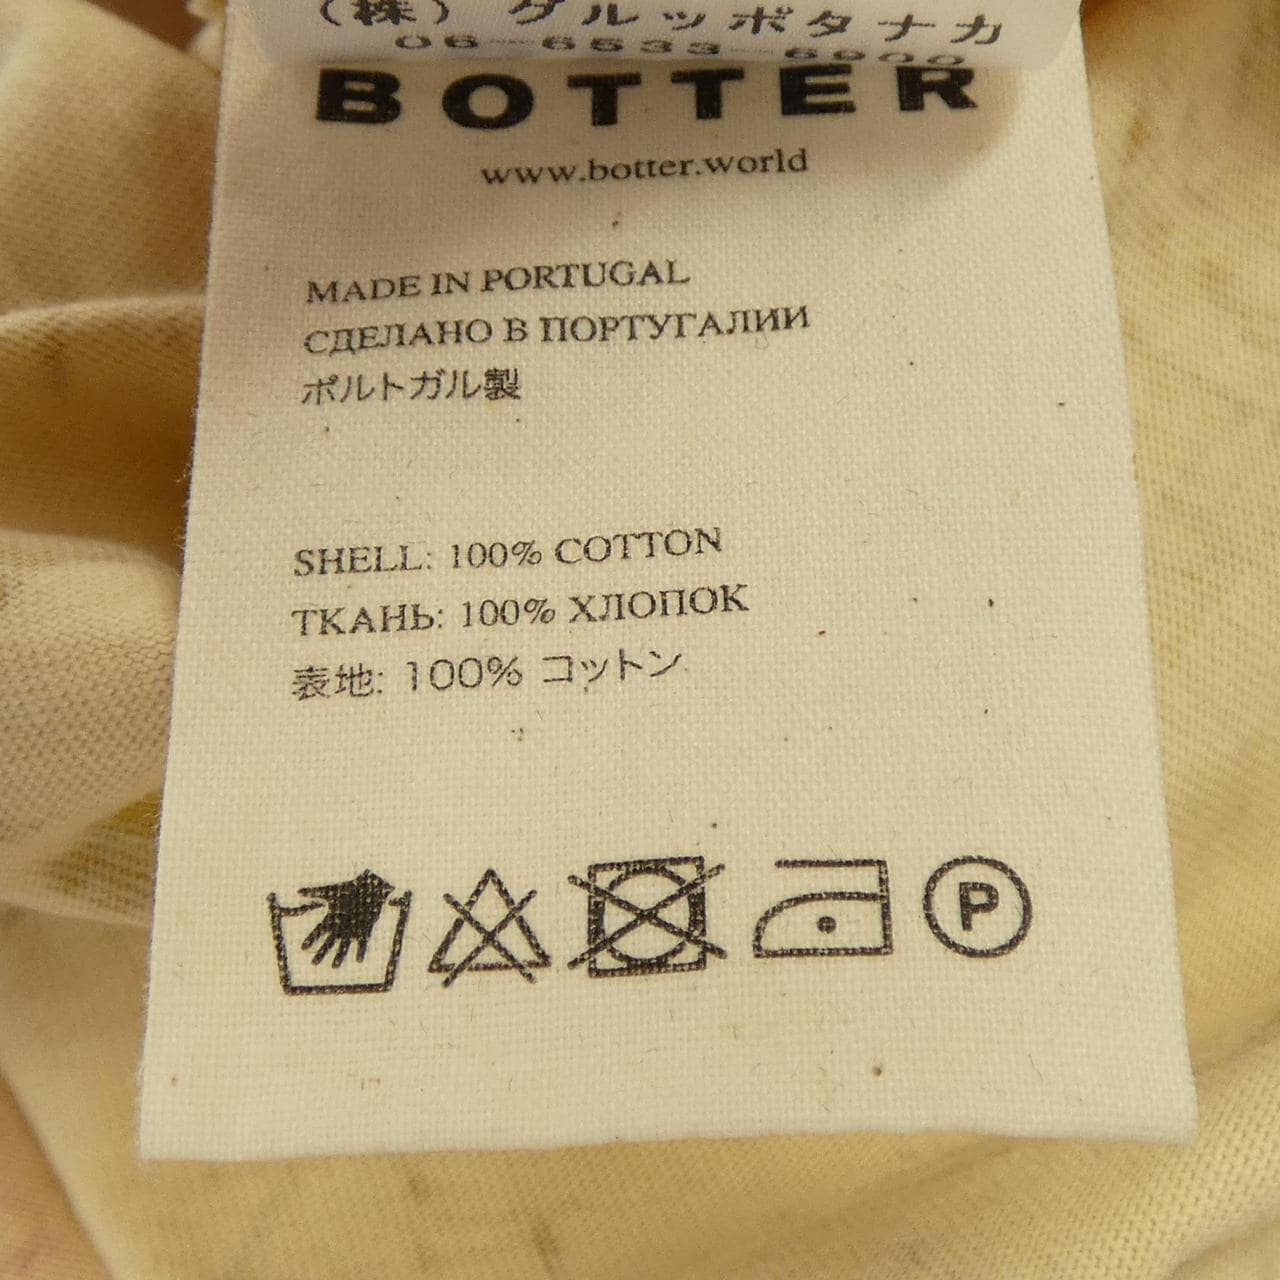 (株)グルッポタナカ
06-6533-6900
BOTTER
www.botter.world
MADE IN PORTUGAL
СДЕЛАНО В ПОРТУГАЛИИ
ポルトガル製
SHELL: 100% COTTON
ТКАНЬ: 100% ХЛОПОК
表地: 100% コットン
P